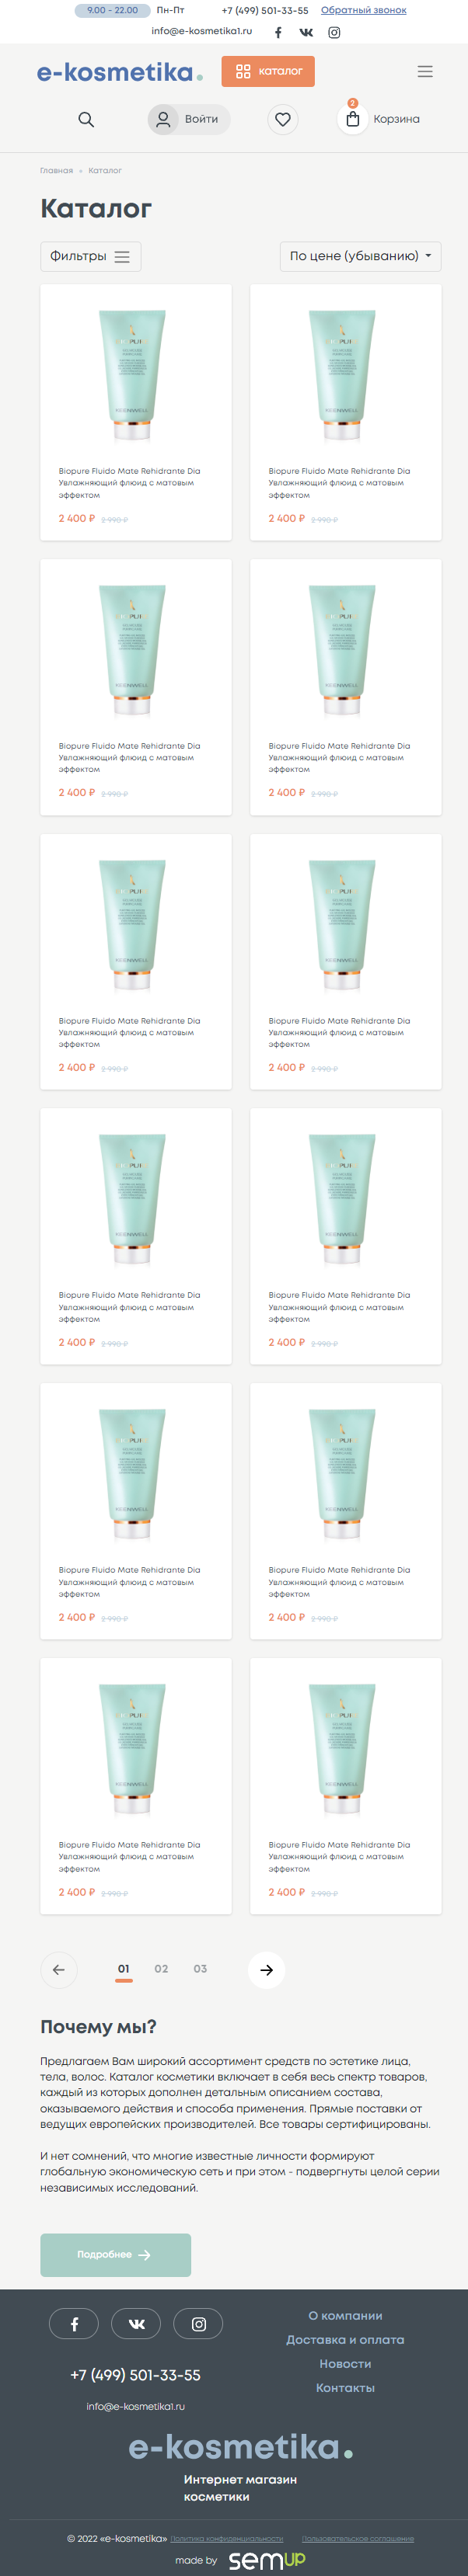 9.00 - 22.00 Пн-Пт +7 (499) 501-33-55 Обратный звонок
info@e-kosmetika1.ru
e-kosmetika. каталог
Войти 2 Корзина
Главная Каталог
Каталог
Фильтры По цене (убыванию)
KEENWELL KEENWELL
Biopure Fluido Mate Rehidrante Dia Biopure Fluido Mate Rehidrante Dia
Увлажняющий флюид с матовым Увлажняющий флюид с матовым
эффектом эффектом
2 400 ₽ 2 990 ₽ 2 400 ₽ 2 990 ₽
KEENWELL KEENWELL
Biopure Fluido Mate Rehidrante Dia Biopure Fluido Mate Rehidrante Dia
Увлажняющий флюид с матовым Увлажняющий флюид с матовым
эффектом эффектом
2 400 ₽ 2 990 ₽ 2 400 ₽ 2 990 ₽
KEENWELL KEENWELL
Biopure Fluido Mate Rehidrante Dia Biopure Fluido Mate Rehidrante Dia
Увлажняющий флюид с матовым Увлажняющий флюид с матовым
эффектом эффектом
2 400 ₽ 2 990 ₽ 2 400 ₽ 2 990 ₽
KEENWELL KEENWELL
Biopure Fluido Mate Rehidrante Dia Biopure Fluido Mate Rehidrante Dia
Увлажняющий флюид с матовым Увлажняющий флюид с матовым
эффектом эффектом
2 400 ₽ 2 990 ₽ 2 400 ₽ 2 990 ₽
KEENWELL KEENWELL
Biopure Fluido Mate Rehidrante Dia Biopure Fluido Mate Rehidrante Dia
Увлажняющий флюид с матовым Увлажняющий флюид с матовым
эффектом эффектом
2 400 ₽ 2 990 ₽ 2 400 ₽ 2 990 ₽
KEENWELL KEENWELL
Biopure Fluido Mate Rehidrante Dia Biopure Fluido Mate Rehidrante Dia
Увлажняющий флюид с матовым Увлажняющий флюид с матовым
эффектом эффектом
2 400 ₽ 2 990 ₽ 2 400 ₽ 2 990 ₽
01 02 03
Почему мы?
Предлагаем Вам широкий ассортимент средств по эстетике лица,
тела, волос. Каталог косметики включает в себя весь спектр товаров,
каждый из которых дополнен детальным описанием состава,
оказываемого действия и способа применения. Прямые поставки от
ведущих европейских производителей. Все товары сертифицированы.
И нет сомнений, что многие известные личности формируют
глобальную экономическую сеть и при этом - подвергнуты целой серии
независимых исследований.
Подробнее
О компании
Доставка и оплата
Новости
Контакты
+7 (499) 501-33-55
info@e-kosmetika1.ru
e-kosmetika.
Интернет магазин
косметики
© 2022 «e-kosmetika» Политика конфиденциальности Пользовательское соглашение
made by semup